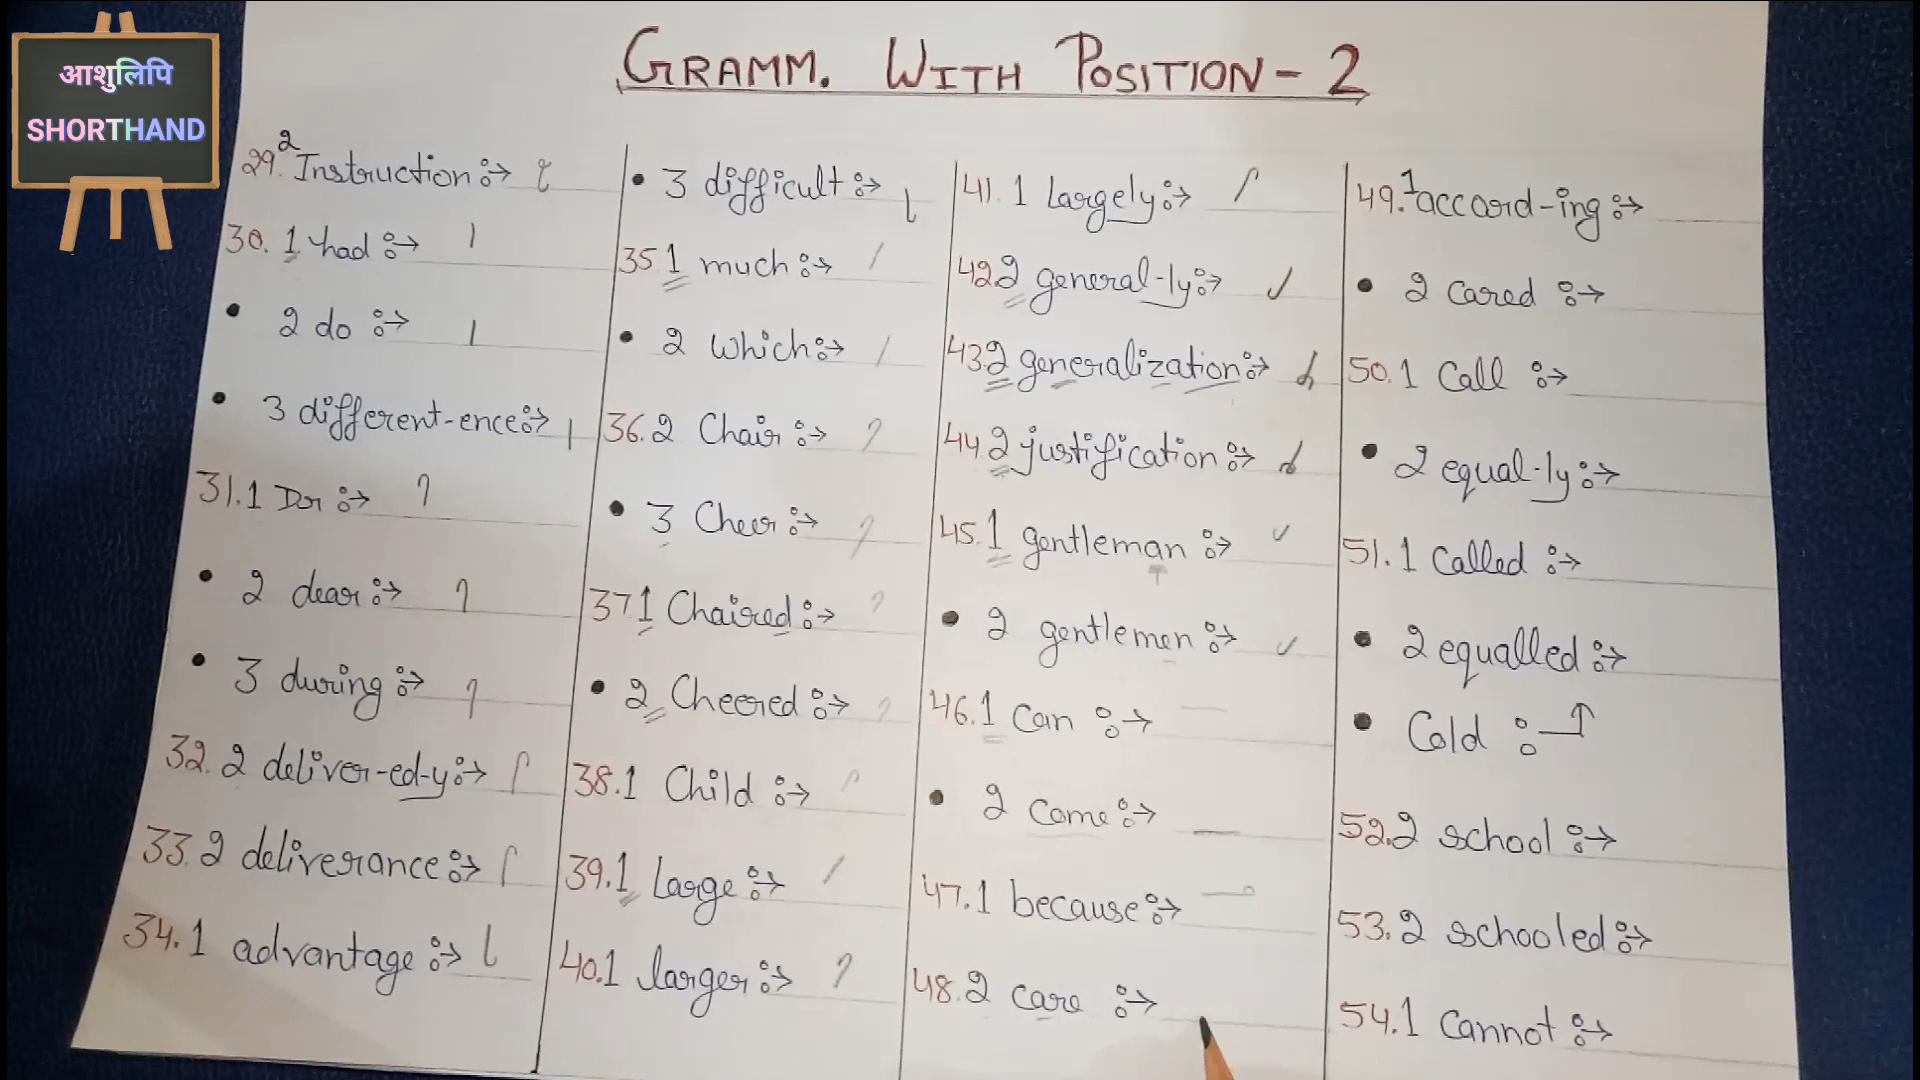 आशुलिपि
SHORTHAND
GRAMM. WITH POSITION-2
29. 2 Instruction
30. 1 had
• 2 do
• 3 different-ence
31. 1 Dr
• 2 dear
• 3 during
32. 2 deliver-ed-y
33. 2 deliverance
34. 1 advantage
• 3 difficult
35 1 much
• 2 which
36. 2 Chair
• 3 Cheer
37 1 Chaired
• 2 Cheered
38. 1 Child
39. 1 Large
40. 1 larger
41. 1 Largely
42 2 general-ly
43. 2 generalization
44. 2 justification
45. 1 gentleman
• 2 gentlemen
46. 1 Can
• 2 come
47. 1 because
48. 2 care
49. 1 accord-ing
• 2 Cared
50. 1 Call
• 2 equal-ly
51. 1 Called
• 2 equalled
• Cold
52. 2 school
53. 2 schooled
54. 1 Cannot